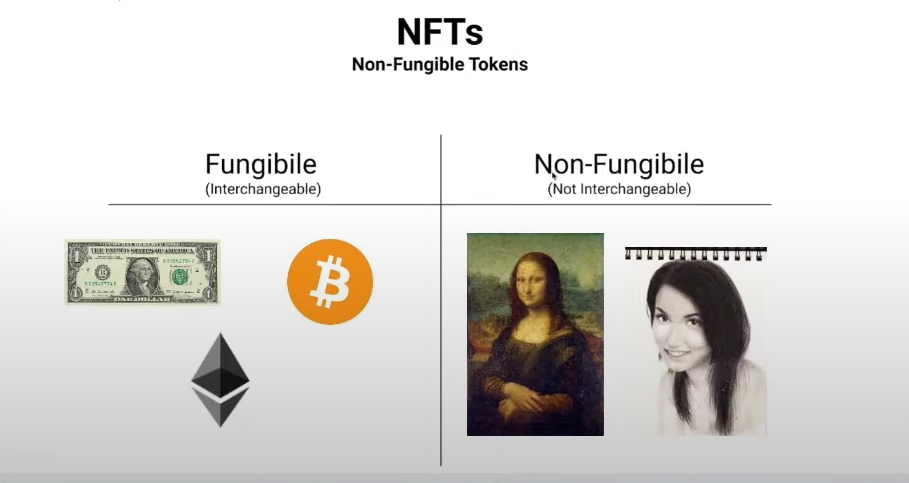 NFTs
Non-Fungible Tokens
Fungibile
(Interchangeable)
Non-Fungibile
(Not Interchangeable)
THE UNITED STATES OF AMERICA
ONE DOLLAR